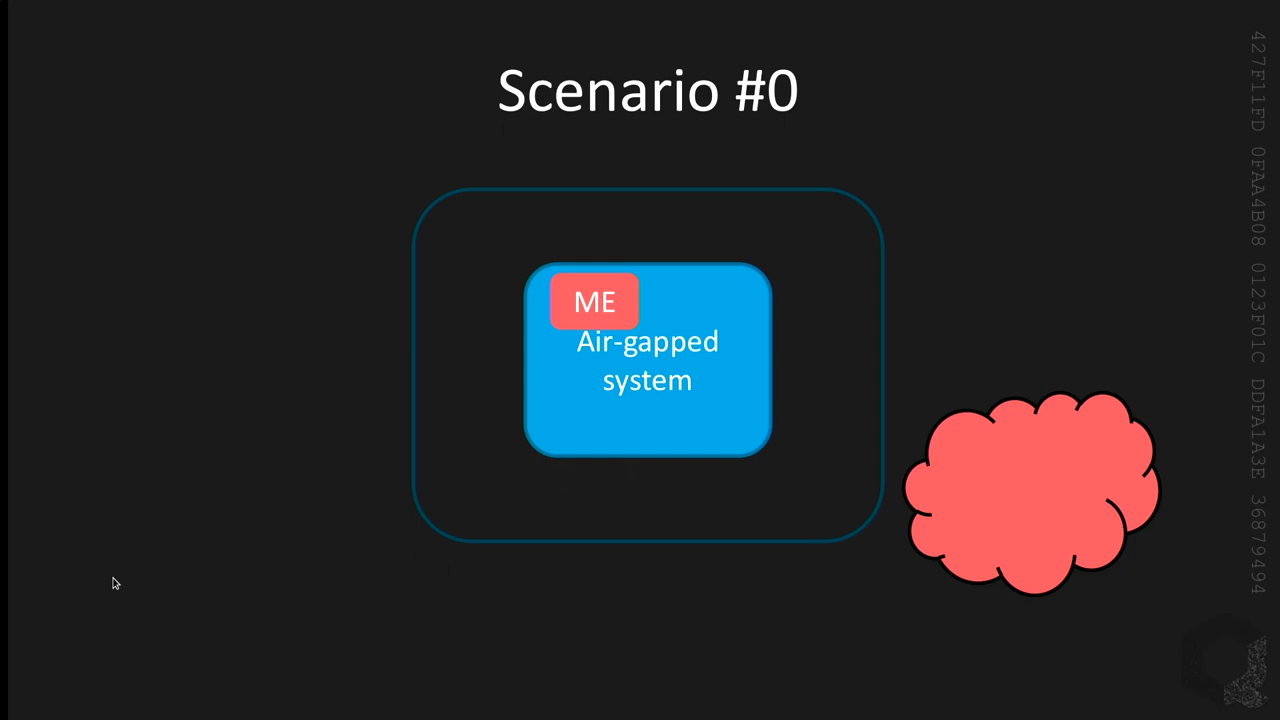 Scenario #0
ME
Air-gapped
system
427F11FD 0FAA4B08 0123F01C DDFA1A3E 36879494